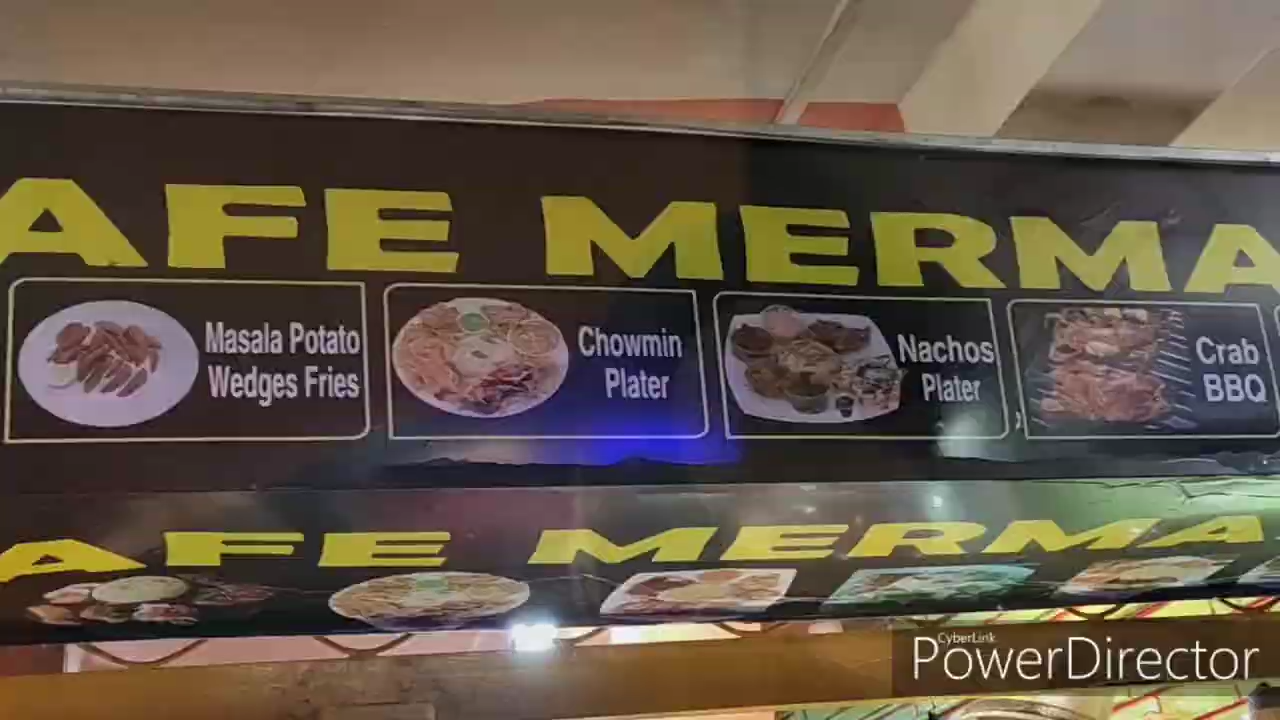 AFE MERMA
Masala Potato
Wedges Fries
Chowmin
Plater
Nachos
Plater
Crab
BBQ
AFE MERMA
CyberLink
PowerDirector